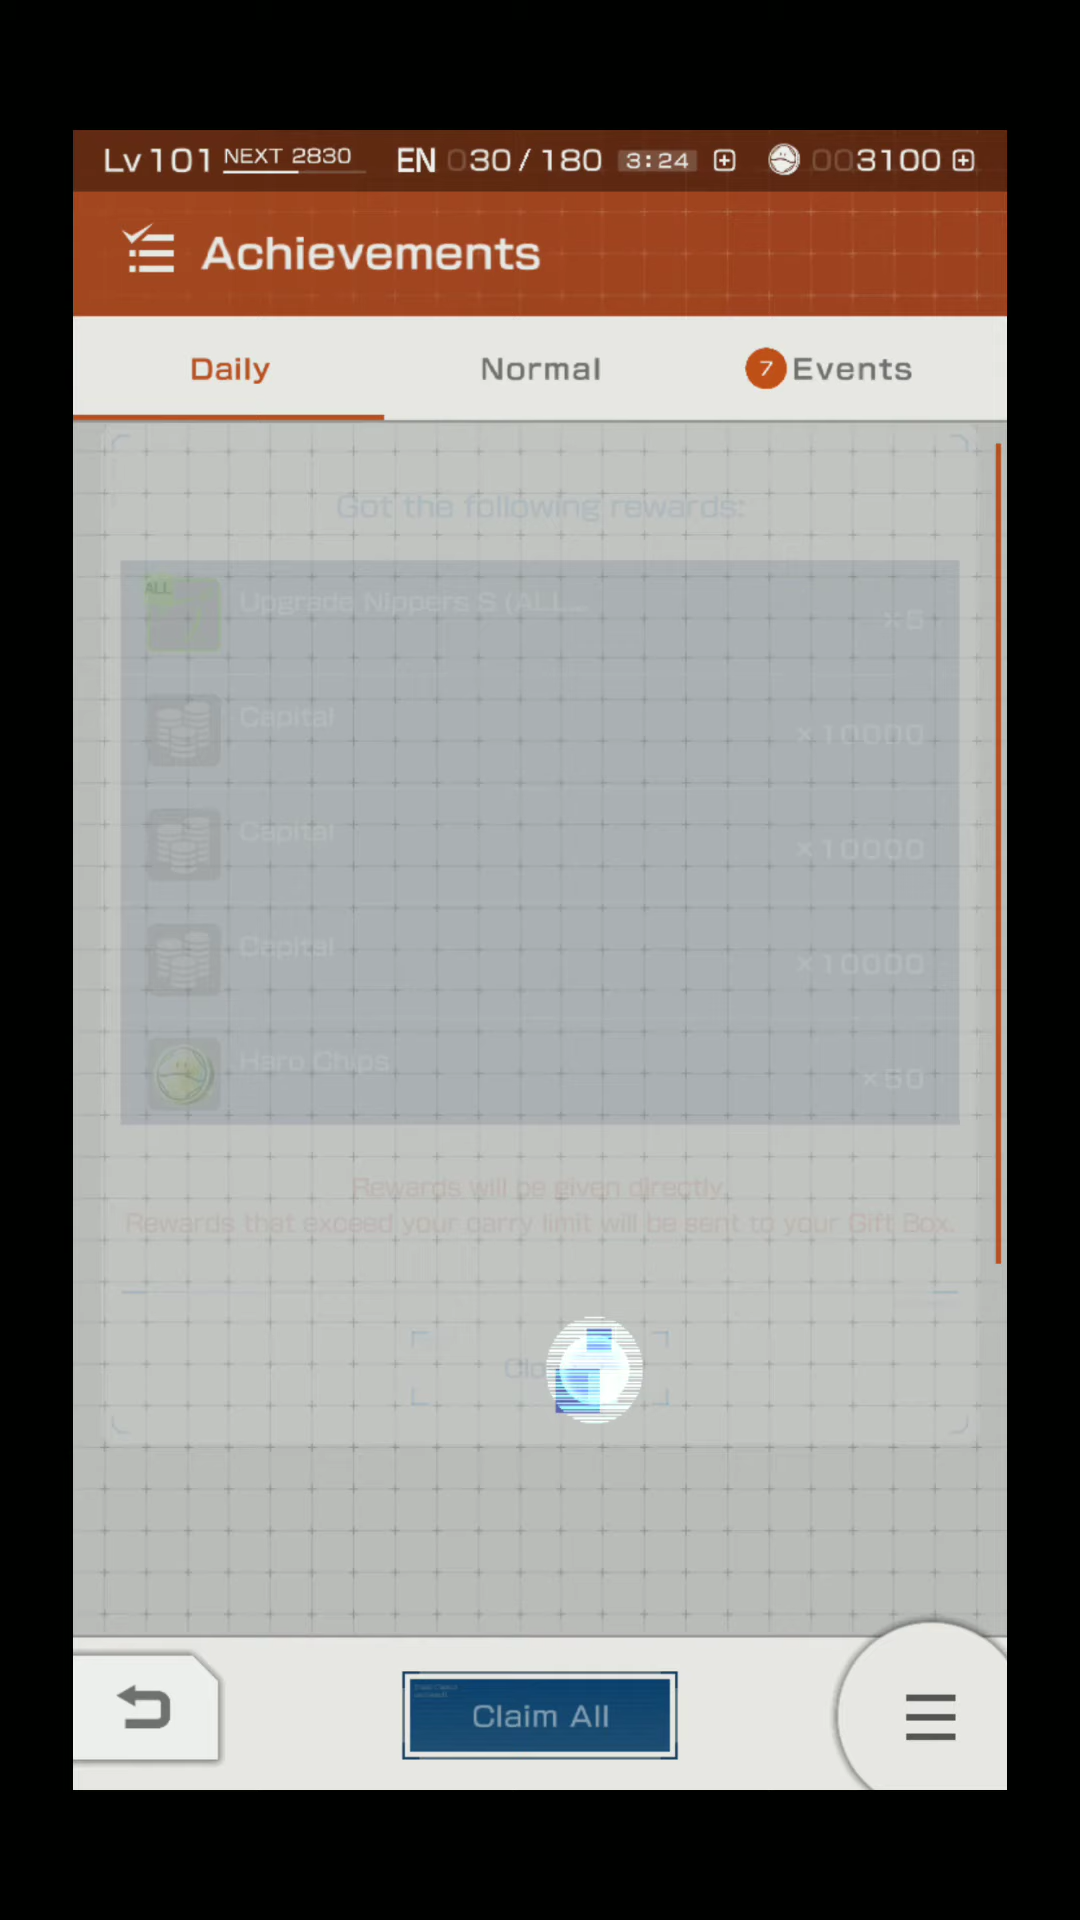 Lv 101 NEXT 2830 EN 030 / 180 3:24 003100
Achievements
Daily Normal 7 Events
Got the following rewards:
ALL
Upgrade Nippers S (ALL...
Capital
×10000
Capital
×10000
Capital
×10000
Haro Chips
×50
Rewards will be given directly.
Rewards that exceed your carry limit will be sent to your Gift Box.
Claim All